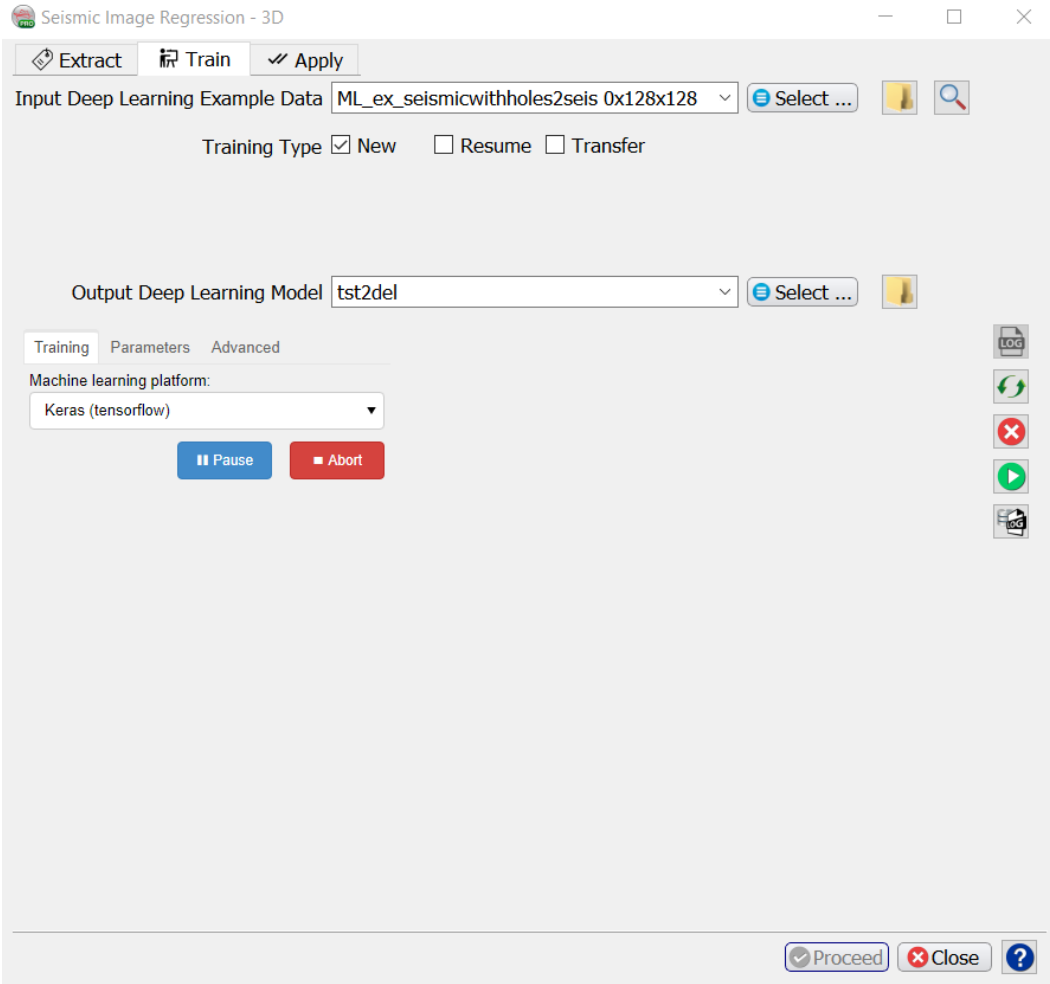 PRO Seismic Image Regression - 3D
Extract Train Apply
Input Deep Learning Example Data ML_ex_seismicwithholes2seis 0x128x128 Select ...
Training Type New Resume Transfer
Output Deep Learning Model tst2del Select ...
LOG
Training Parameters Advanced
Machine learning platform:
Keras (tensorflow)
Pause Abort
LOG
Proceed Close ?